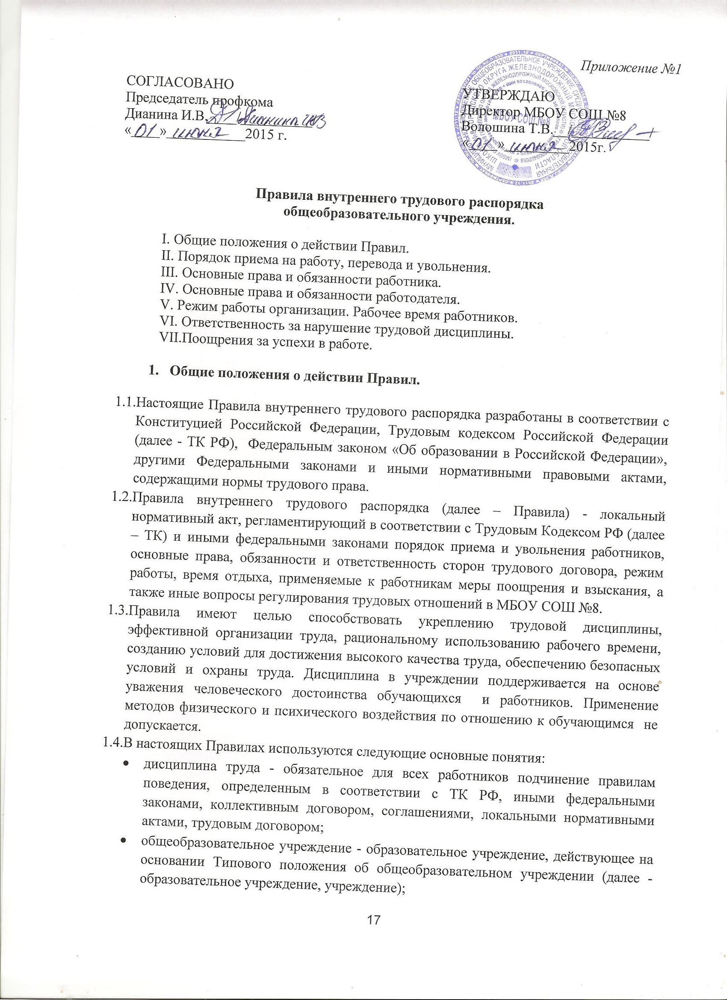 Приложение №1
СОГЛАСОВАНО
Председатель профкома
Дианина И.В. /Дианина И.В
«01» июня 2015 г.
УТВЕРЖДАЮ
Директор МБОУ СОШ №8
Волошина Т.В.
«01» июня 2015г.
МБОУ СОШ №8
Правила внутреннего трудового распорядка
общеобразовательного учреждения.
I. Общие положения о действии Правил.
II. Порядок приема на работу, перевода и увольнения.
III. Основные права и обязанности работника.
IV. Основные права и обязанности работодателя.
V. Режим работы организации. Рабочее время работников.
VI. Ответственность за нарушение трудовой дисциплины.
VII.Поощрения за успехи в работе.
1. Общие положения о действии Правил.
1.1.Настоящие Правила внутреннего трудового распорядка разработаны в соответствии с
Конституцией Российской Федерации, Трудовым кодексом Российской Федерации
(далее - ТК РФ), Федеральным законом «Об образовании в Российской Федерации»,
другими Федеральными законами и иными нормативными правовыми актами,
содержащими нормы трудового права.
1.2.Правила внутреннего трудового распорядка (далее – Правила) - локальный
нормативный акт, регламентирующий в соответствии с Трудовым Кодексом РФ (далее
– ТК) и иными федеральными законами порядок приема и увольнения работников,
основные права, обязанности и ответственность сторон трудового договора, режим
работы, время отдыха, применяемые к работникам меры поощрения и взыскания, а
также иные вопросы регулирования трудовых отношений в МБОУ СОШ №8.
1.3.Правила имеют целью способствовать укреплению трудовой дисциплины,
эффективной организации труда, рациональному использованию рабочего времени,
созданию условий для достижения высокого качества труда, обеспечению безопасных
условий и охраны труда. Дисциплина в учреждении поддерживается на основе
уважения человеческого достоинства обучающихся и работников. Применение
методов физического и психического воздействия по отношению к обучающимся не
допускается.
1.4.В настоящих Правилах используются следующие основные понятия:
• дисциплина труда - обязательное для всех работников подчинение правилам
поведения, определенным в соответствии с ТК РФ, иными федеральными
законами, коллективным договором, соглашениями, локальными нормативными
актами, трудовым договором;
• общеобразовательное учреждение - образовательное учреждение, действующее на
основании Типового положения об общеобразовательном учреждении (далее -
образовательное учреждение, учреждение);
17